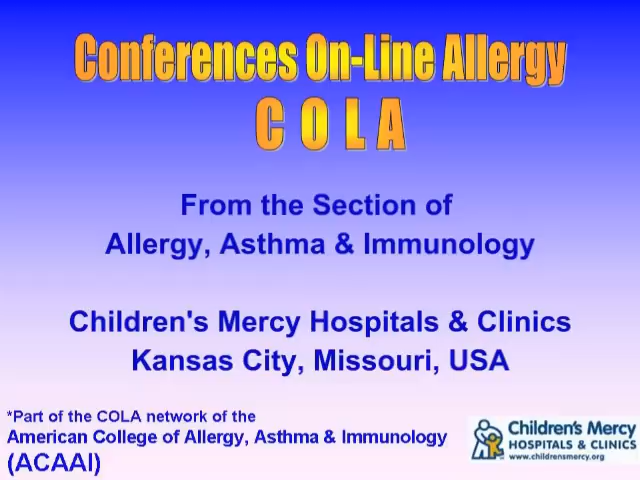 Conferences On-Line Allergy
C O L A
From the Section of
Allergy, Asthma & Immunology
Children's Mercy Hospitals & Clinics
Kansas City, Missouri, USA
*Part of the COLA network of the
American College of Allergy, Asthma & Immunology
(ACAAI)
Children's Mercy
HOSPITALS & CLINICS
www.childrensmercy.org